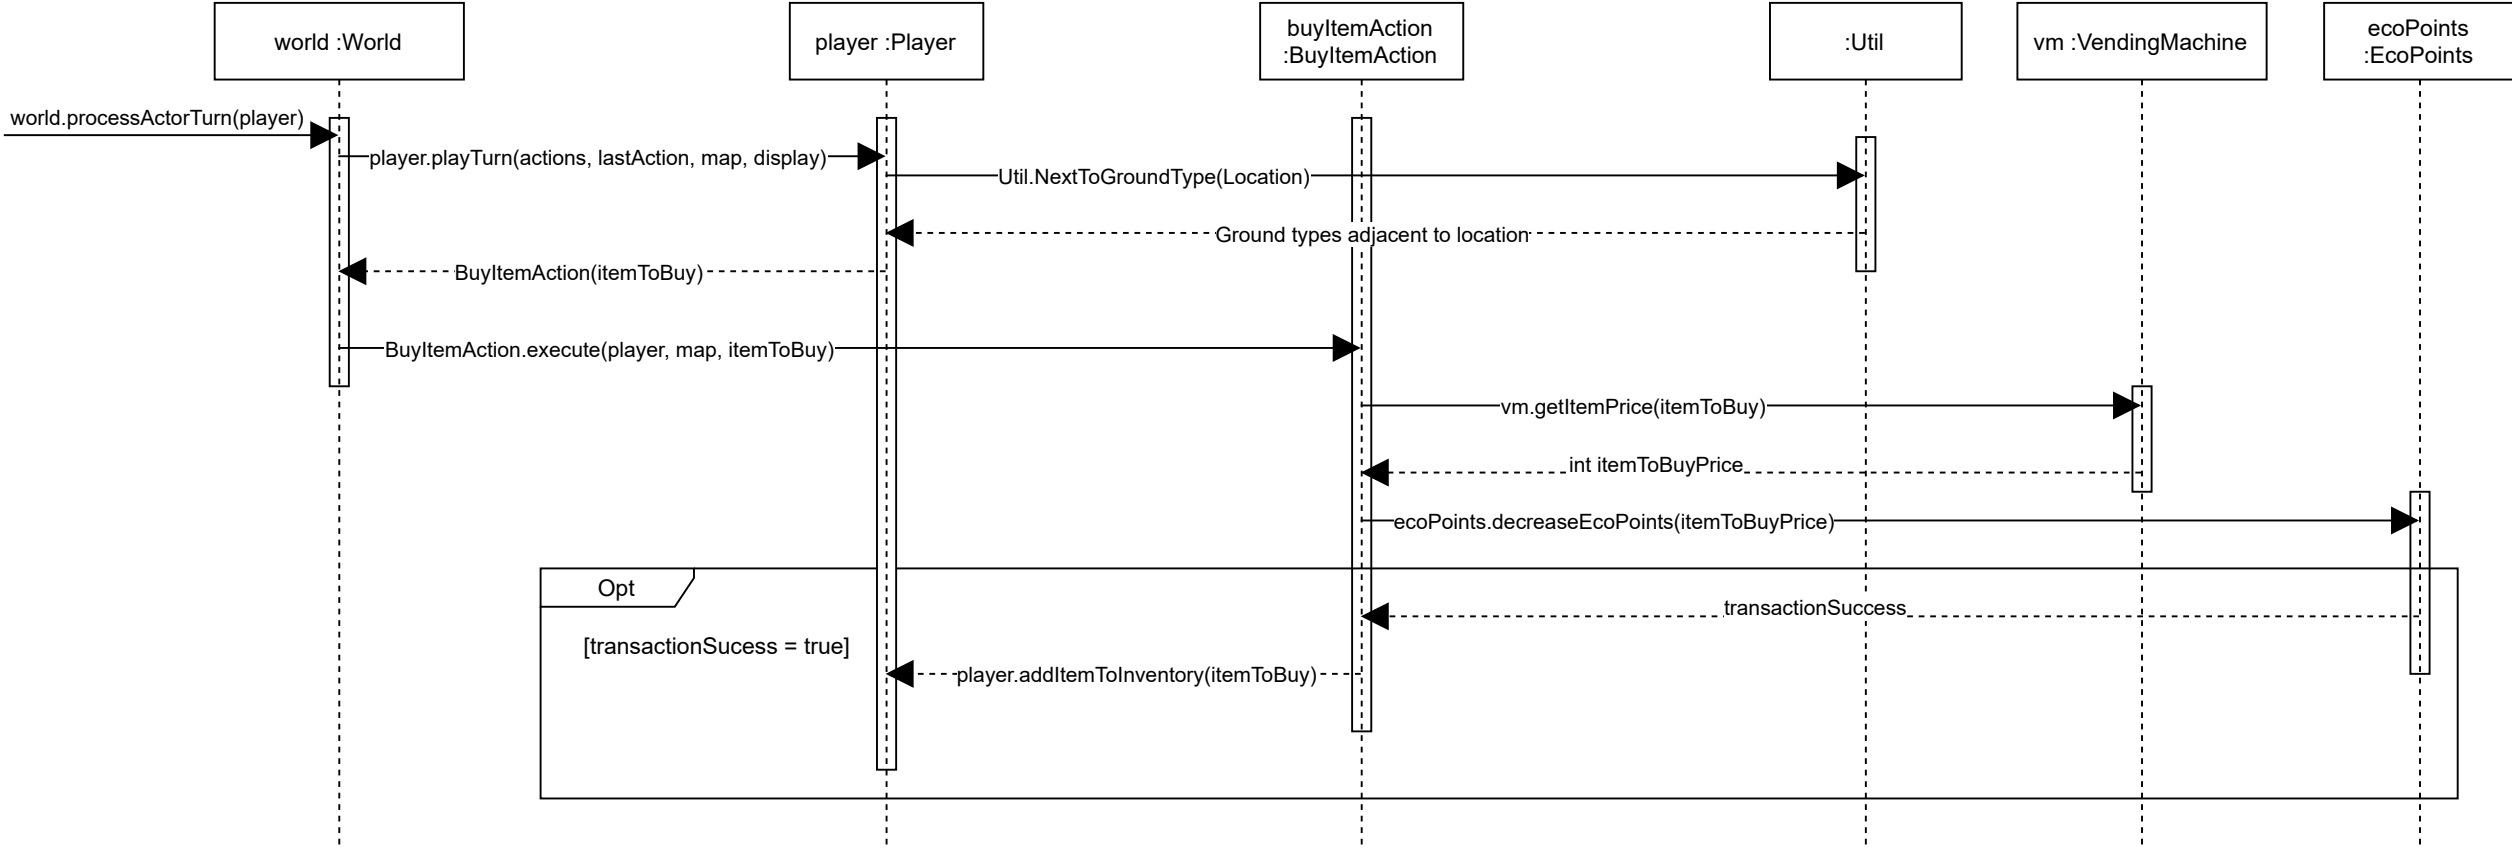 world :World
player :Player
buyItemAction
:BuyItemAction
:Util
vm :VendingMachine
ecoPoints
:EcoPoints
world.processActorTurn(player)
player.playTurn(actions, lastAction, map, display)
Util.NextToGroundType(Location)
Ground types adjacent to location
BuyItemAction(itemToBuy)
BuyItemAction.execute(player, map, itemToBuy)
vm.getItemPrice(itemToBuy)
int itemToBuyPrice
ecoPoints.decreaseEcoPoints(itemToBuyPrice)
Opt
transactionSuccess
[transactionSucess = true]
player.addItemToInventory(itemToBuy)